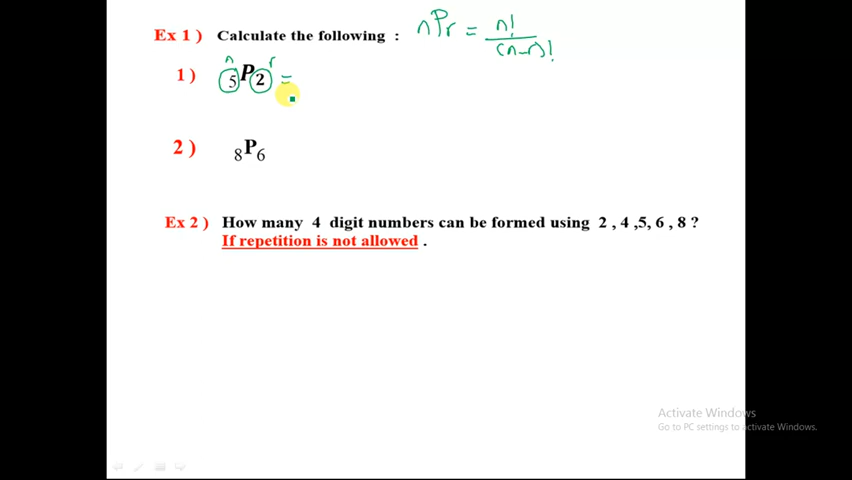 Ex 1 ) Calculate the following : nPr = n! / (n-r)!
n r
1 ) 5P2 =
2 ) 8P6
Ex 2 ) How many 4 digit numbers can be formed using 2 , 4 ,5, 6 , 8 ?
If repetition is not allowed .
Activate Windows
Go to PC settings to activate Windows.